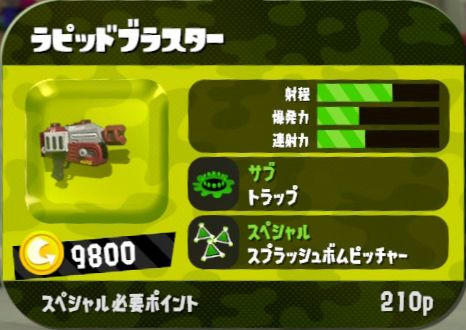 ラピッドブラスター
射程
爆発力
連射力
サブ
トラップ
スペシャル
スプラッシュボムピッチャー
9800
スペシャル必要ポイント 210p